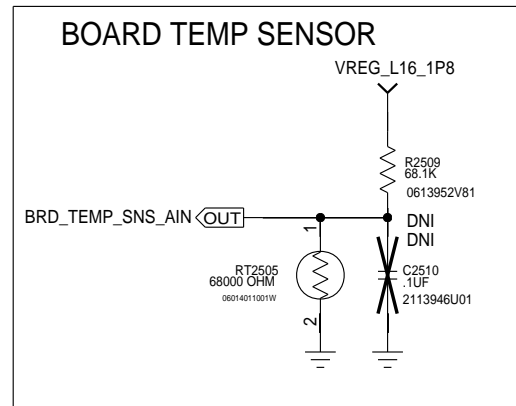 BOARD TEMP SENSOR
VREG_L16_1P8
R2509
68.1K
0613952V81
BRD_TEMP_SNS_AIN
OUT
1
DNI
DNI
RT2505
68000 OHM
06014011001W
C2510
.1UF
2113946U01
2